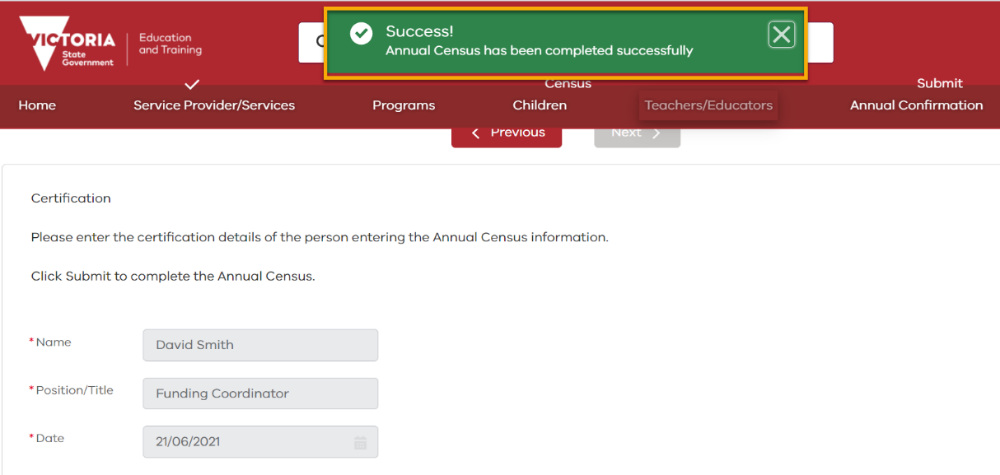 VICTORIA
State
Government
Education
and Training
Success!
Annual Census has been completed successfully
Census
Submit
Home
Service Provider/Services
Programs
Children
Teachers/Educators
Annual Confirmation
Previous
Next
Certification
Please enter the certification details of the person entering the Annual Census information.
Click Submit to complete the Annual Census.
*Name
David Smith
*Position/Title
Funding Coordinator
*Date
21/06/2021